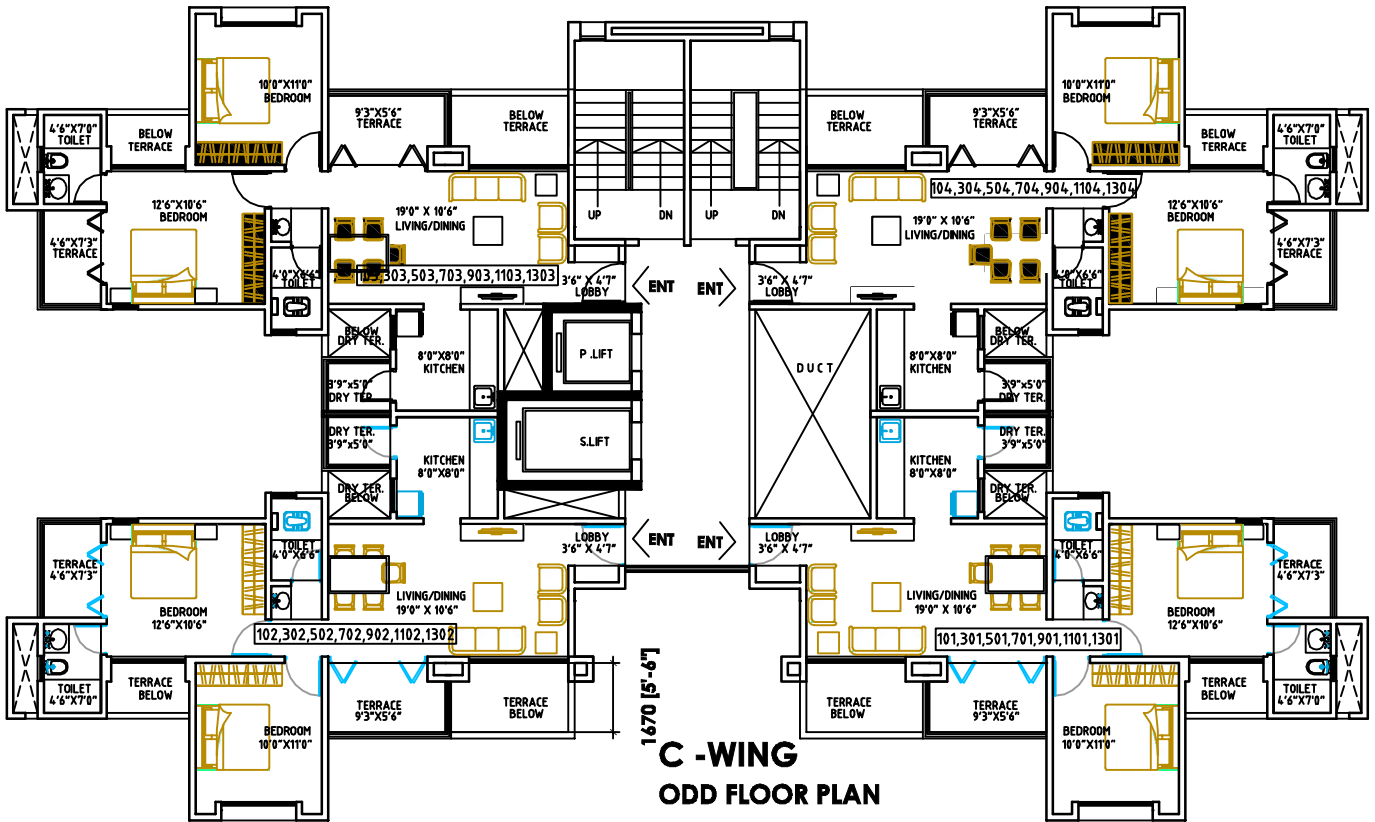 10'0"X11'0"
BEDROOM
9'3"X5'6"
TERRACE
BELOW
TERRACE
BELOW
TERRACE
9'3"X5'6"
TERRACE
10'0"X11'0"
BEDROOM
4'6"X7'0"
TOILET
BELOW
TERRACE
BELOW
TERRACE
4'6"X7'0"
TOILET
12'6"X10'6"
BEDROOM
19'0" X 10'6"
LIVING/DINING
UP
DN
UP
DN
104,304,504,704,904,1104,1304
19'0" X 10'6"
LIVING/DINING
12'6"X10'6"
BEDROOM
4'6"X7'3"
TERRACE
4'6"X7'3"
TERRACE
4'0"X6'6"
TOILET
103,303,503,703,903,1103,1303
3'6" X 4'7"
LOBBY
ENT
ENT
3'6" X 4'7"
LOBBY
4'0"X6'6"
TOILET
BELOW
DRY TER.
8'0"X8'0"
KITCHEN
P .LIFT
DUCT
8'0"X8'0"
KITCHEN
BELOW
DRY TER.
3'9"x5'0"
DRY TER.
3'9"x5'0"
DRY TER.
DRY TER.
3'9"x5'0"
KITCHEN
8'0"X8'0"
S.LIFT
KITCHEN
8'0"X8'0"
DRY TER.
3'9"x5'0"
DRY TER.
BELOW
DRY TER.
BELOW
TOILET
4'0"X6'6"
LOBBY
3'6" X 4'7"
ENT
ENT
LOBBY
3'6" X 4'7"
TOILET
4'0"X6'6"
TERRACE
4'6"X7'3"
TERRACE
4'6"X7'3"
BEDROOM
12'6"X10'6"
LIVING/DINING
19'0" X 10'6"
LIVING/DINING
19'0" X 10'6"
BEDROOM
12'6"X10'6"
102,302,502,702,902,1102,1302
101,301,501,701,901,1101,1301
TOILET
4'6"X7'0"
TERRACE
BELOW
TERRACE
BELOW
TOILET
4'6"X7'0"
BEDROOM
10'0"X11'0"
TERRACE
9'3"X5'6"
TERRACE
BELOW
1670 [5'-6"]
TERRACE
BELOW
TERRACE
9'3"X5'6"
BEDROOM
10'0"X11'0"
C -WING
ODD FLOOR PLAN